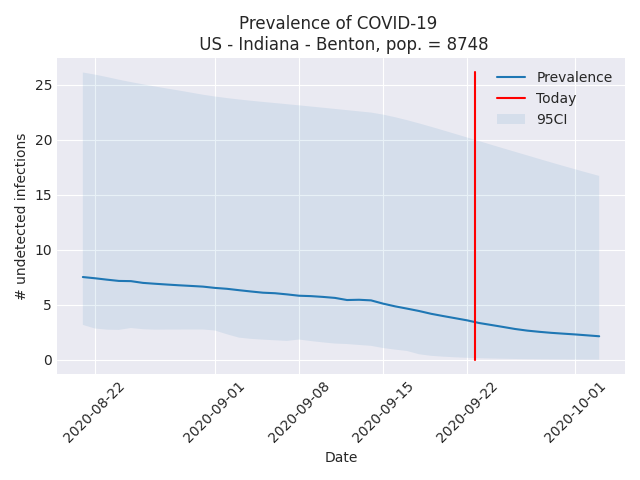 Prevalence of COVID-19
US - Indiana - Benton, pop. = 8748
Prevalence
Today
95CI
# undetected infections
25
20
15
10
5
0
2020-08-22
2020-09-01
2020-09-08
2020-09-15
2020-09-22
2020-10-01
Date